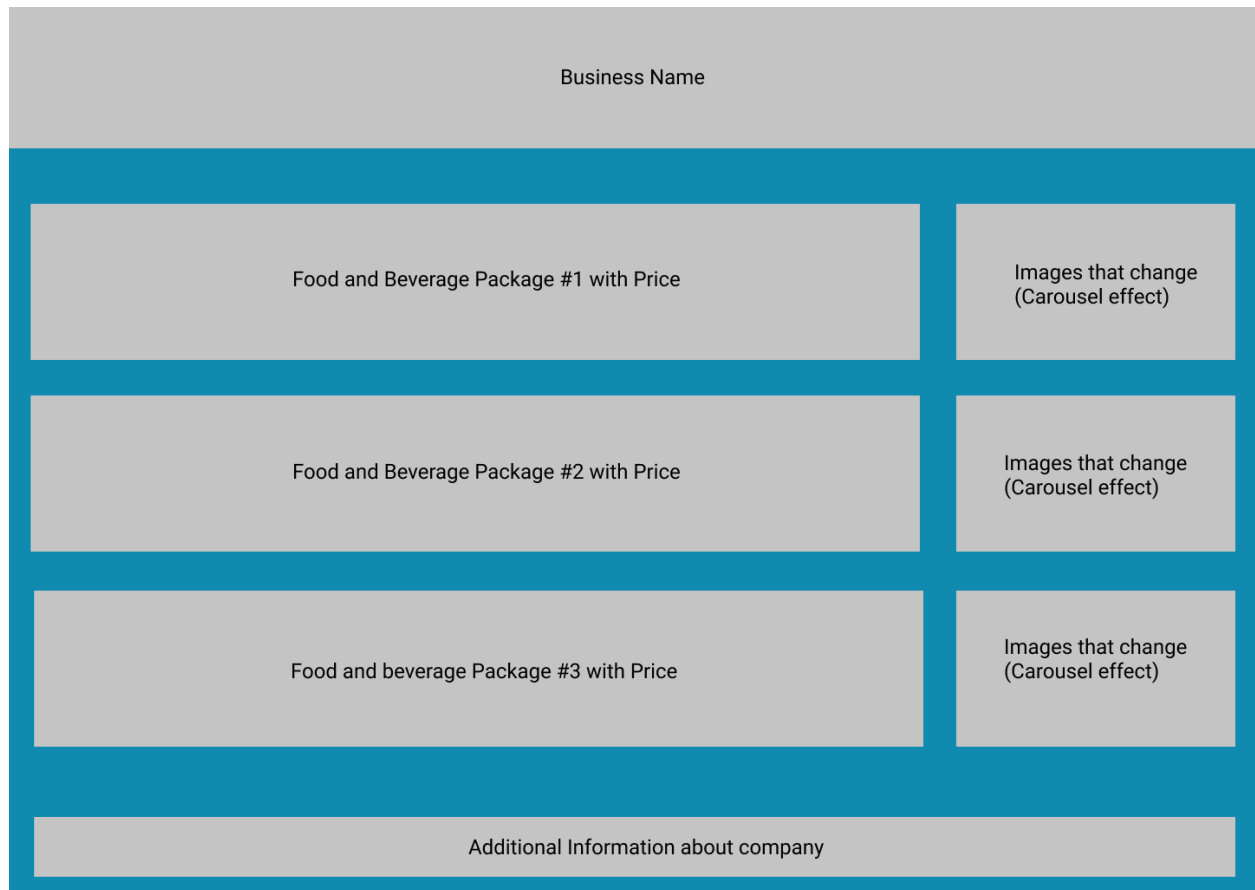 Business Name
Food and Beverage Package #1 with Price
Images that change
(Carousel effect)
Food and Beverage Package #2 with Price
Images that change
(Carousel effect)
Food and beverage Package #3 with Price
Images that change
(Carousel effect)
Additional Information about company